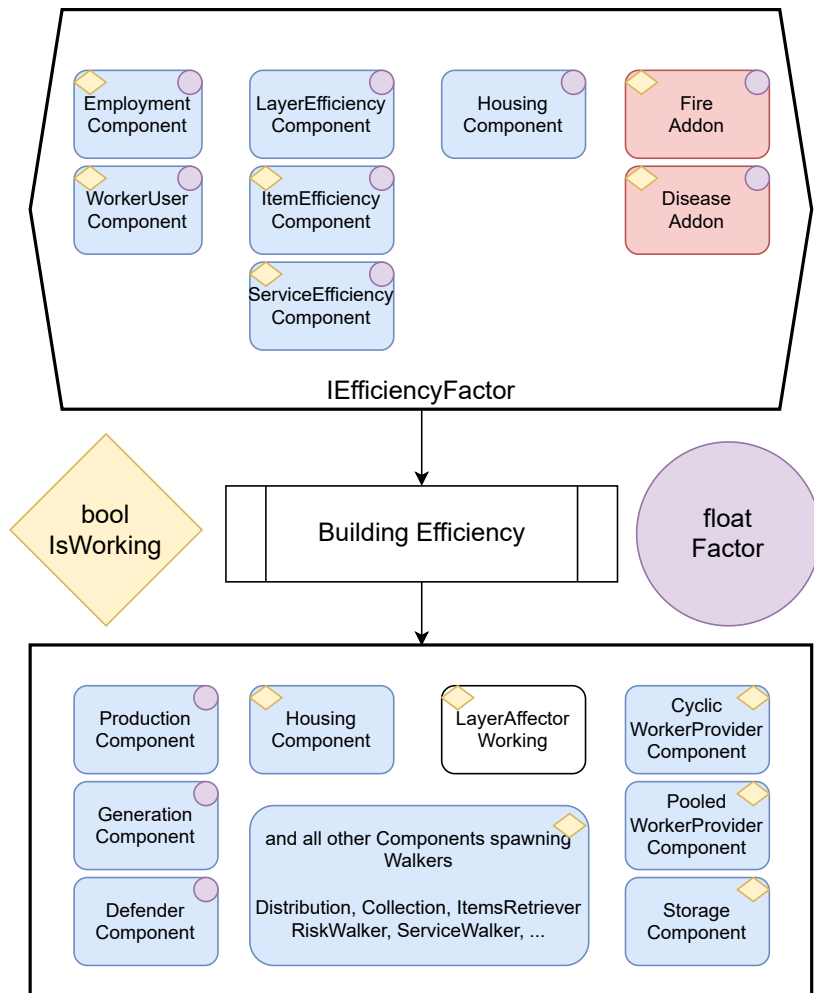 Employment
Component
LayerEfficiency
Component
Housing
Component
Fire
Addon
WorkerUser
Component
ItemEfficiency
Component
Disease
Addon
ServiceEfficiency
Component
IEfficiencyFactor
bool
IsWorking
Building Efficiency
float
Factor
Production
Component
Housing
Component
LayerAffector
Working
Cyclic
WorkerProvider
Component
Generation
Component
and all other Components spawning
Walkers
Distribution, Collection, ItemsRetriever
RiskWalker, ServiceWalker, ...
Pooled
WorkerProvider
Component
Defender
Component
Storage
Component